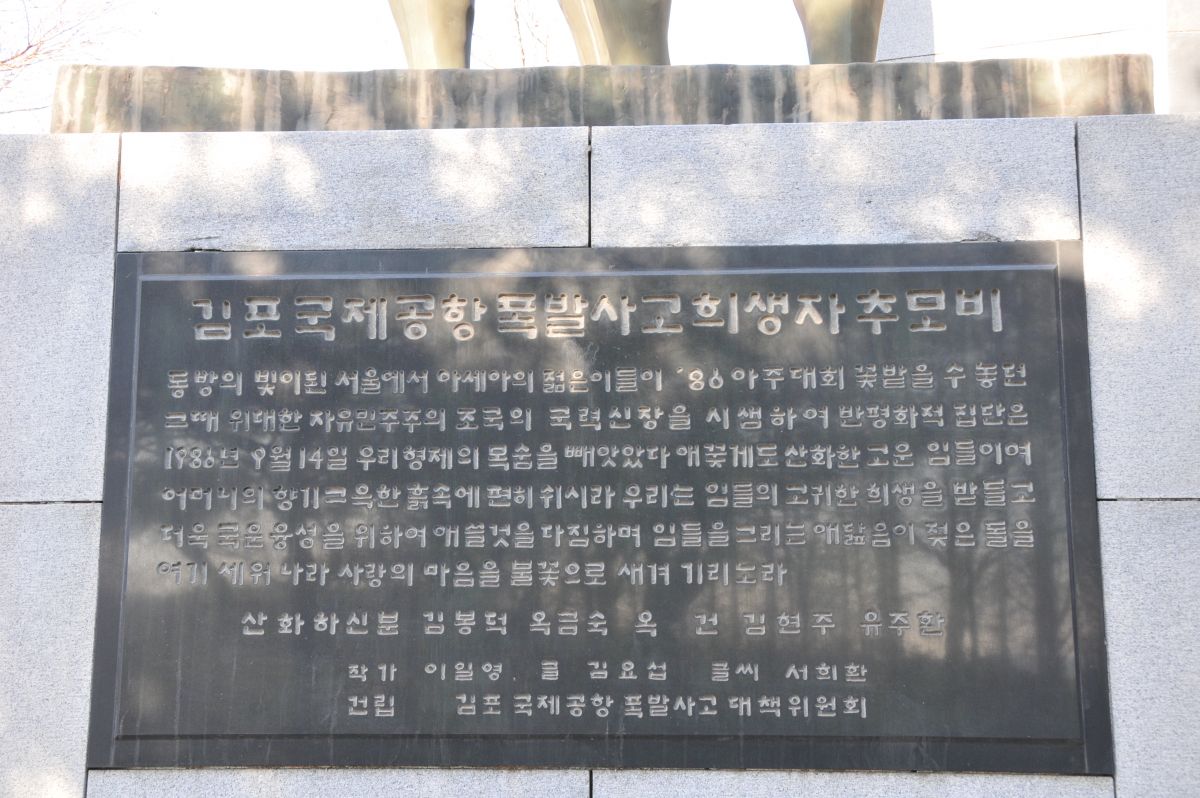 김포국제공항 폭발사고희생자 추모비
동방의 빛이된 서울에서 아세아의 젊은이들이 '86 아주대회 꽃밭을 수 놓던
그때 위대한 자유민주주의 조국의 국력신장을 시샘하여 반평화적 집단은
1986년 9월 14일 우리형제의 목숨을 빼앗았다 애꿎게도 산화한 고운 임들이여
어머니의 향기그윽한 흙속에 편히 쉬시라 우리는 임들의 고귀한 희생을 받들고
더욱 국운융성을 위하여 애쓸것을 다짐하며 임들을 그리는 애닲음이 젖은 돌을
여기 세워 나라 사랑의 마음을 불꽃으로 새겨 기리노라
산화하신분 김봉덕 옥금숙 옥 건 김현주 유주환
작가 이일영 글 김요섭 글씨 서희환
건립 김포국제공항 폭발사고대책위원회